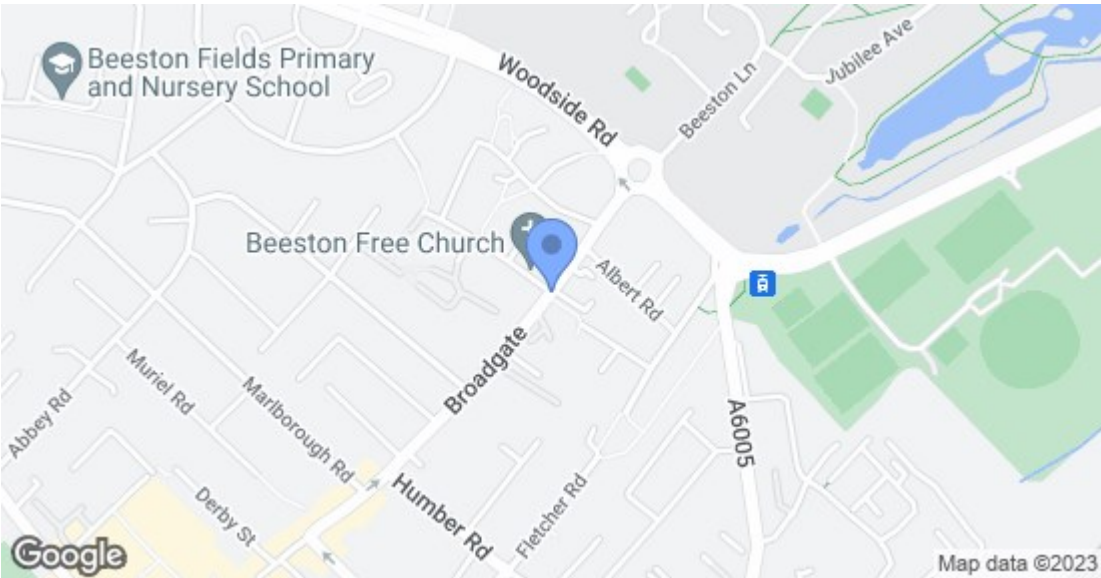 Beeston Fields Primary
and Nursery School
Woodside Rd
Beeston Ln
Jubilee Ave
Beeston Free Church
Albert Rd
Broadgate
Muriel Rd
Marlborough Rd
Abbey Rd
A6005
Humber Rd
Derby St
Fletcher Rd
Google
Map data ©2023